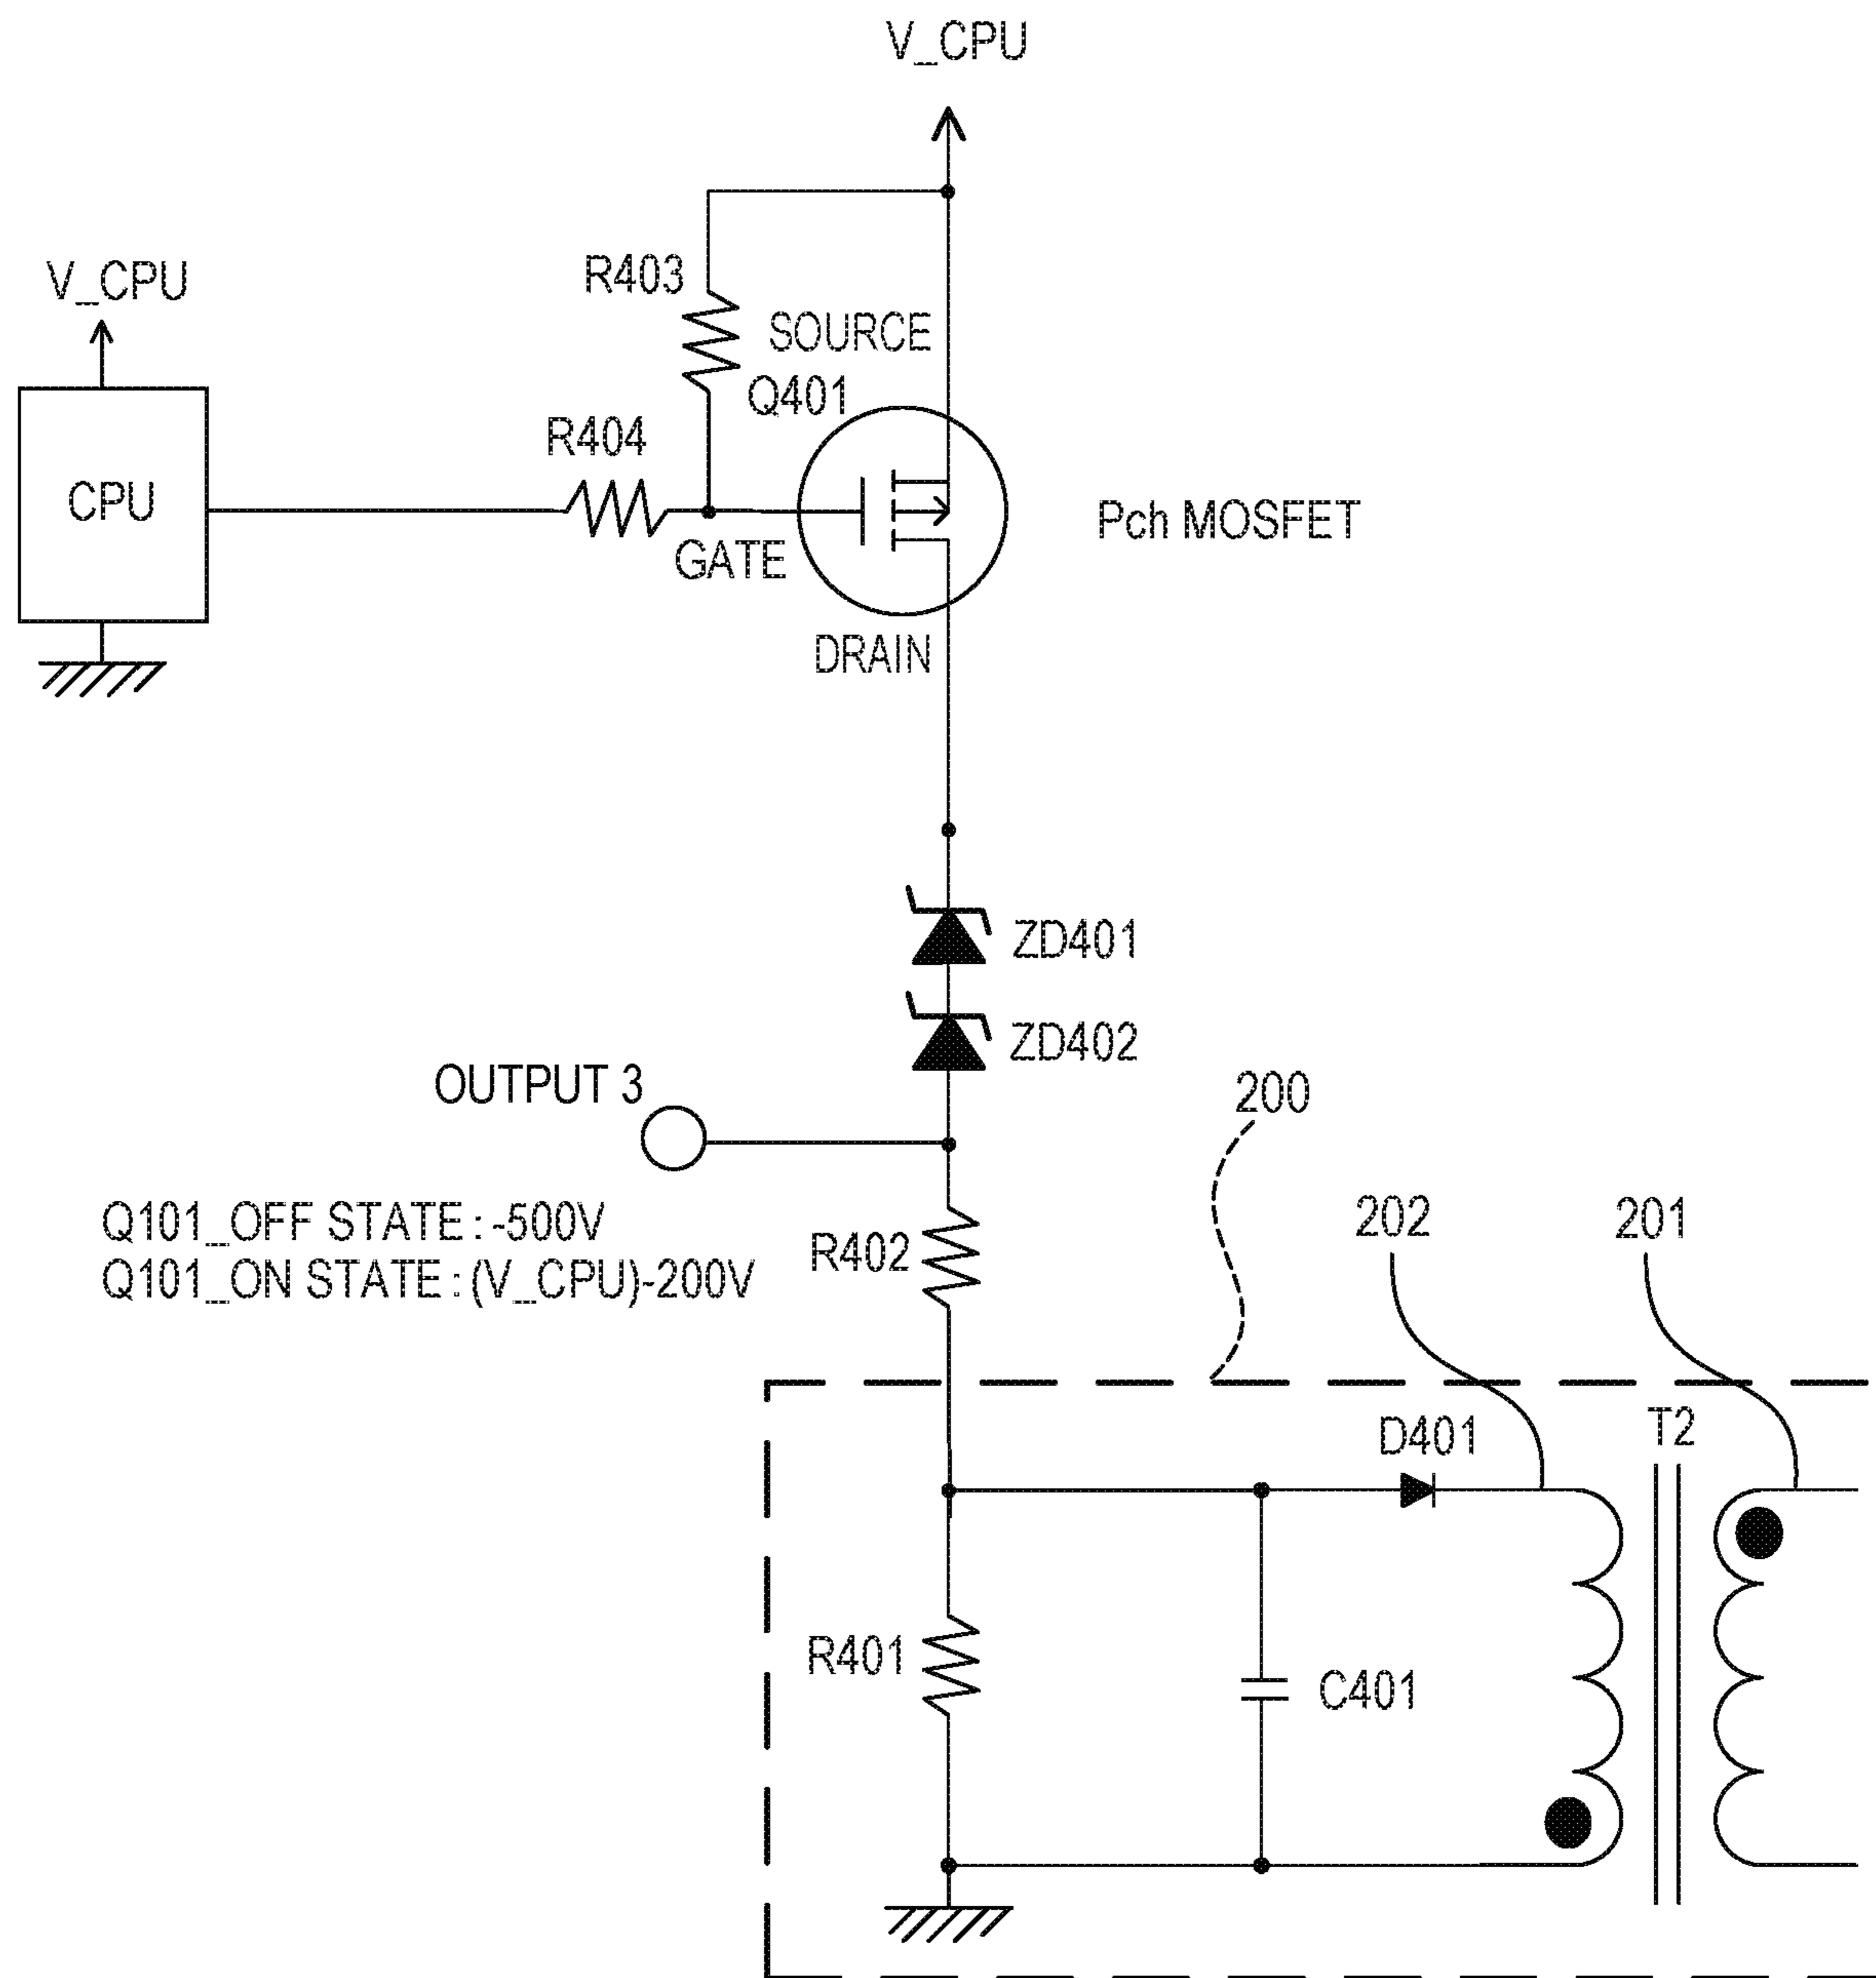 V_CPU
V_CPU
R403
SOURCE
Q401
R404
CPU
GATE
Pch MOSFET
DRAIN
ZD401
ZD402
OUTPUT 3
200
Q101_OFF STATE : -500V
Q101_ON STATE : (V_CPU)-200V
R402
202
201
D401
T2
R401
C401